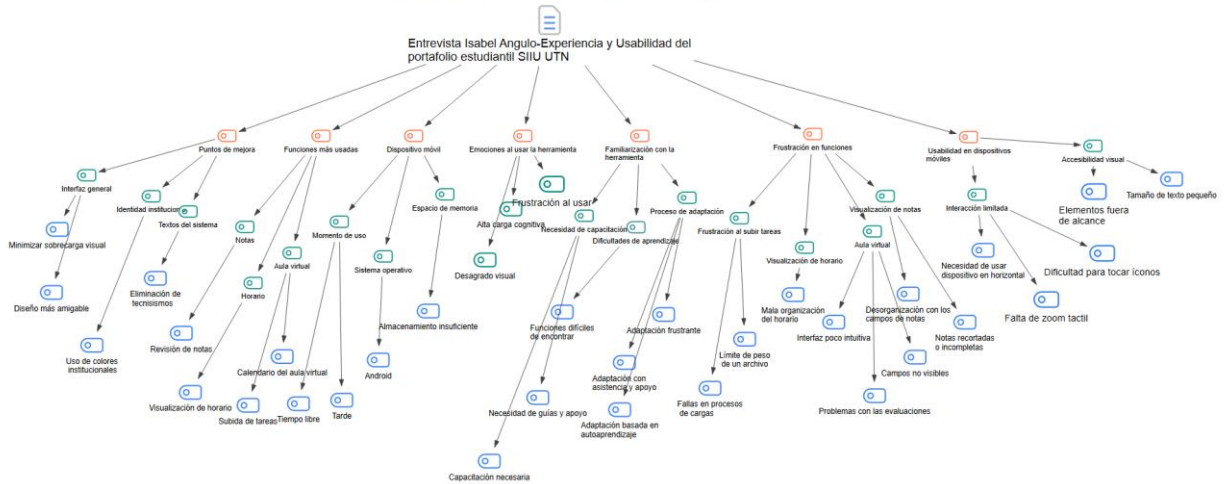 Entrevista Isabel Angulo-Experiencia y Usabilidad del
portafolio estudiantil SIIU UTN
Puntos de mejora
Funciones más usadas
Dispositivo móvil
Emociones al usar la herramienta
Familiarización con la
herramienta
Frustración en funciones
Usabilidad en dispositivos
móviles
Accesibilidad visual
Interfaz general
Identidad institucional
Textos del sistema
Notas
Aula virtual
Horario
Momento de uso
Sistema operativo
Espacio de memoria
Alta carga cognitiva
Frustración al usar
Desagrado visual
Necesidad de capacitación
Dificultades de aprendizaje
Proceso de adaptación
Frustración al subir tareas
Visualización de horario
Aula virtual
Visualización de notas
Interacción limitada
Elementos fuera
de alcance
Tamaño de texto pequeño
Minimizar sobrecarga visual
Diseño más amigable
Uso de colores
institucionales
Eliminación de
tecnisismos
Revisión de notas
Visualización de horario
Calendario del aula virtual
Subida de tareas
Tiempo libre
Tarde
Android
Almacenamiento insuficiente
Funciones difíciles
de encontrar
Necesidad de guías y apoyo
Capacitación necesaria
Adaptación con
asistencia y apoyo
Adaptación basada en
autoaprendizaje
Adaptación frustrante
Fallas en procesos
de cargas
Límite de peso
de un archivo
Mala organización
del horario
Interfaz poco intuitiva
Problemas con las evaluaciones
Campos no visibles
Desorganización con los
campos de notas
Notas recortadas
o incompletas
Necesidad de usar
dispositivo en horizontal
Falta de zoom tactil
Dificultad para tocar íconos